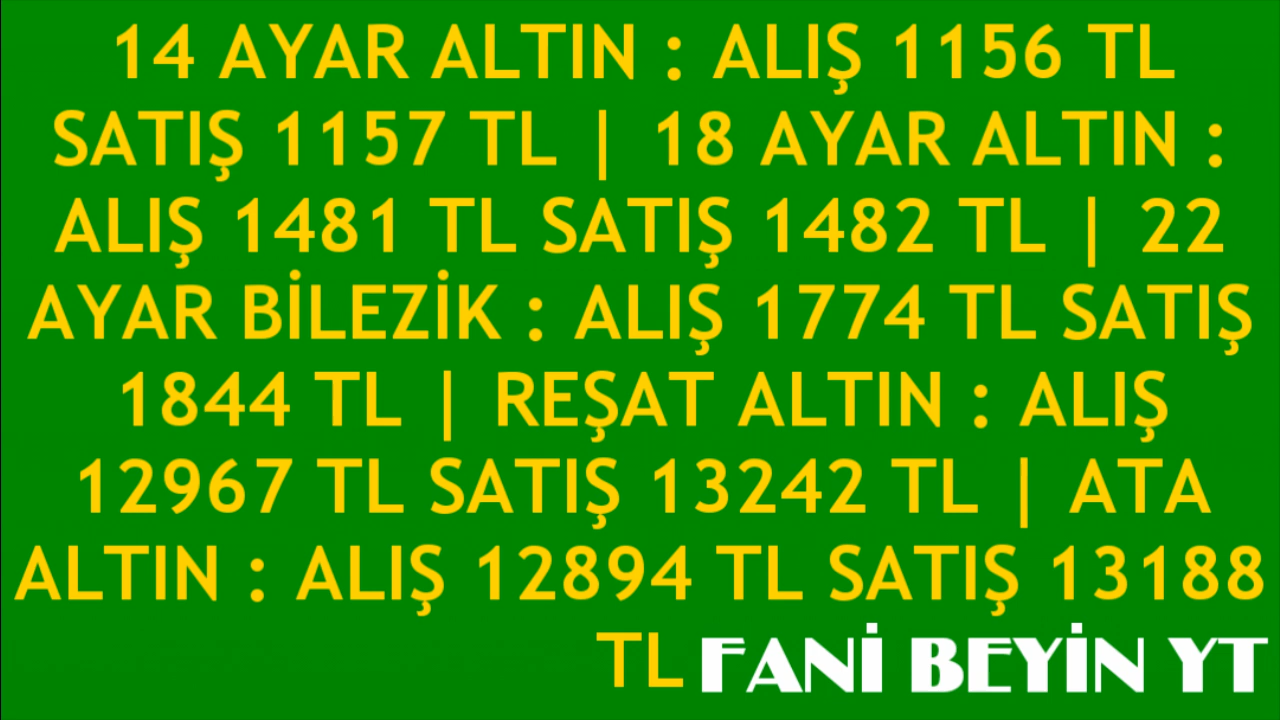 14 AYAR ALTIN : ALIŞ 1156 TL
SATIŞ 1157 TL | 18 AYAR ALTIN :
ALIŞ 1481 TL SATIŞ 1482 TL | 22
AYAR BİLEZİK : ALIŞ 1774 TL SATIŞ
1844 TL | REŞAT ALTIN : ALIŞ
12967 TL SATIŞ 13242 TL | ATA
ALTIN : ALIŞ 12894 TL SATIŞ 13188
TL FANİ BEYİN YT